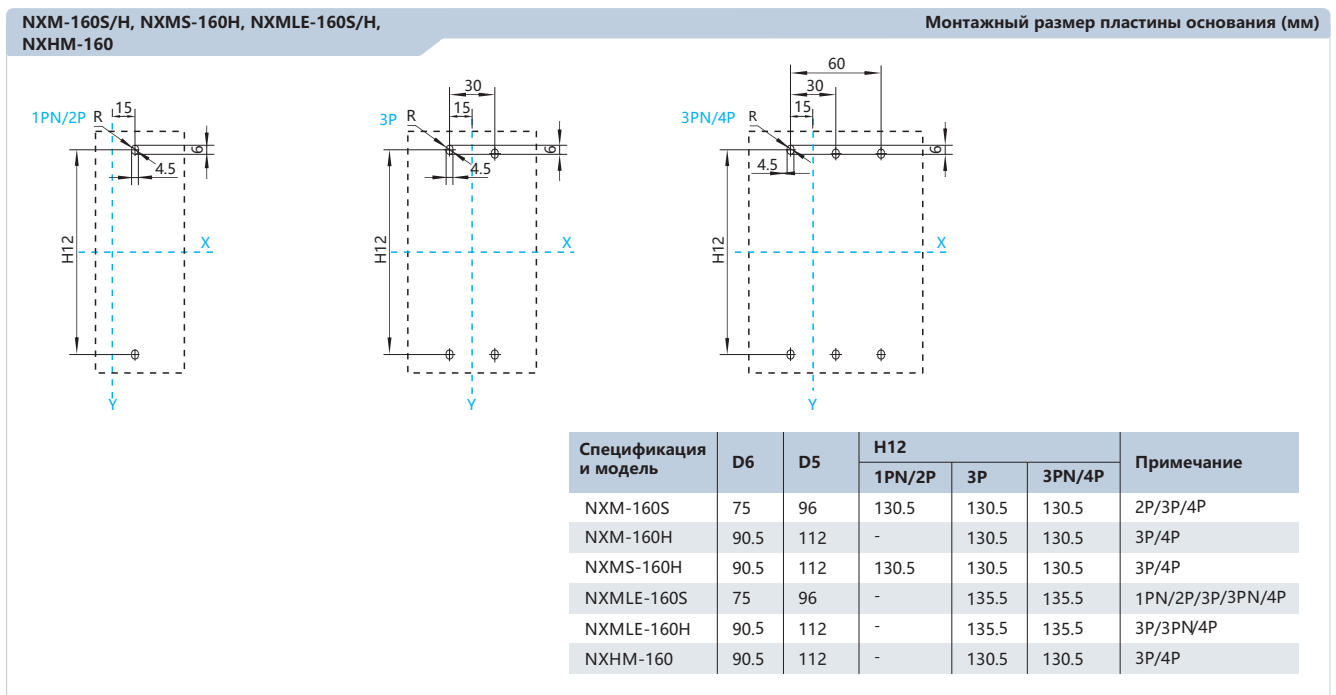 NXM-160S/H, NXMS-160H, NXMLE-160S/H,
NXHM-160
Монтажный размер пластины основания (мм)
1PN/2P R 15
6
4.5
H12
X
Y
30
3P R 15
6
4.5
H12
X
Y
60
30
3PN/4P R 15
6
4.5
H12
X
Y
Спецификация и модель D6 D5 H12 Примечание
1PN/2P 3P 3PN/4P
NXM-160S 75 96 130.5 130.5 130.5 2P/3P/4P
NXM-160H 90.5 112 - 130.5 130.5 3P/4P
NXMS-160H 90.5 112 130.5 130.5 130.5 3P/4P
NXMLE-160S 75 96 - 135.5 135.5 1PN/2P/3P/3PN/4P
NXMLE-160H 90.5 112 - 135.5 135.5 3P/3PN/4P
NXHM-160 90.5 112 - 130.5 130.5 3P/4P